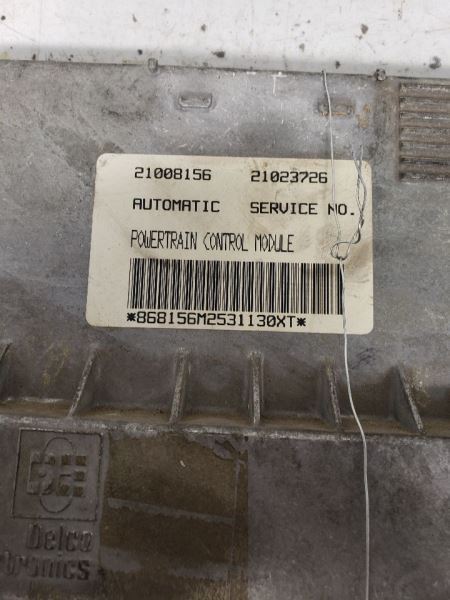 21008156 21023726
AUTOMATIC SERVICE NO.
POWERTRAIN CONTROL MODULE
*868156M2531130XT*
Delco
tronics